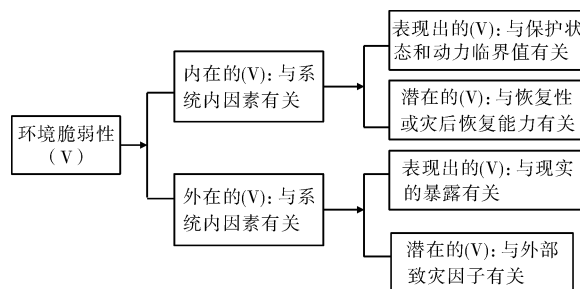 环境脆弱性
(V)
内在的(V):与系
统内因素有关
外在的(V):与系
统内因素有关
表现出的(V):与保护状
态和动力临界值有关
潜在的(V):与恢复性
或灾后恢复能力有关
表现出的(V):与现实
的暴露有关
潜在的(V):与外部
致灾因子有关